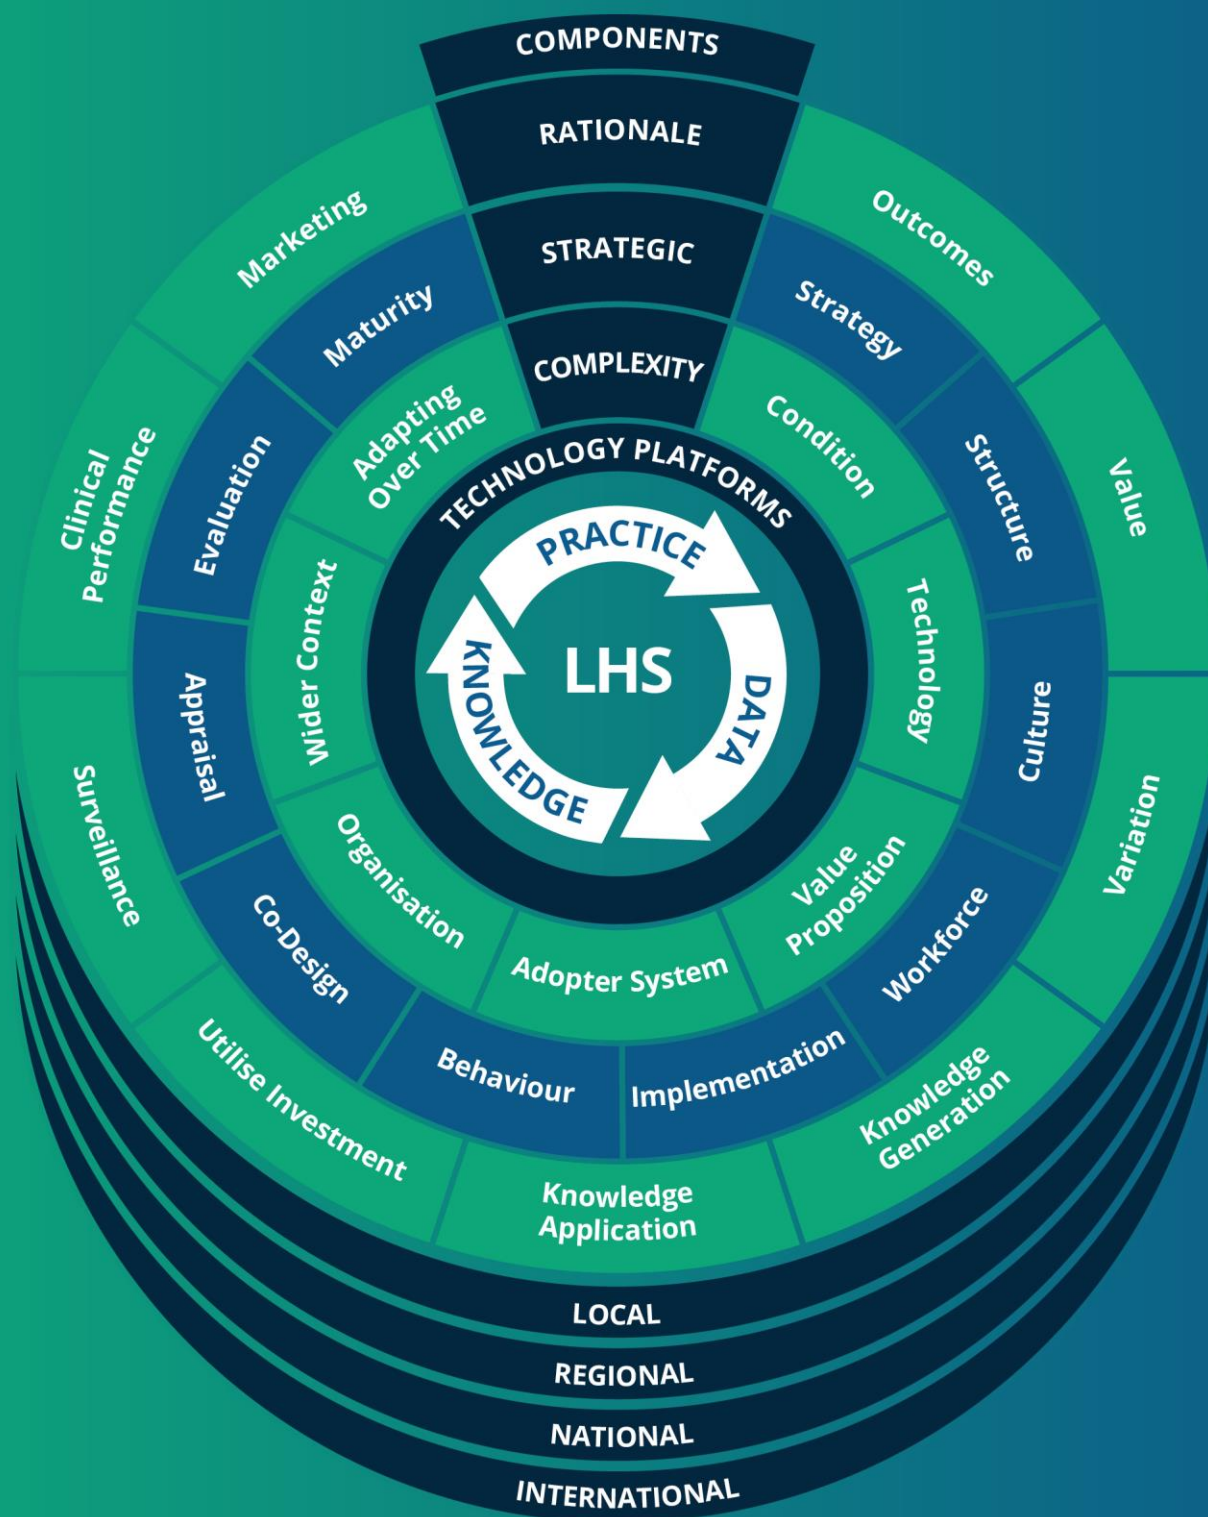 COMPONENTS
RATIONALE
Outcomes
Value
Variation
Knowledge
Generation
Knowledge
Application
Utilise Investment
Surveillance
Clinical
Performance
Marketing
STRATEGIC
Strategy
Structure
Culture
Workforce
Implementation
Behaviour
Co-Design
Appraisal
Evaluation
Maturity
COMPLEXITY
Condition
Technology
Value
Proposition
Adopter System
Organisation
Wider Context
Adapting
Over Time
TECHNOLOGY PLATFORMS
PRACTICE
DATA
KNOWLEDGE
LHS
LOCAL
REGIONAL
NATIONAL
INTERNATIONAL